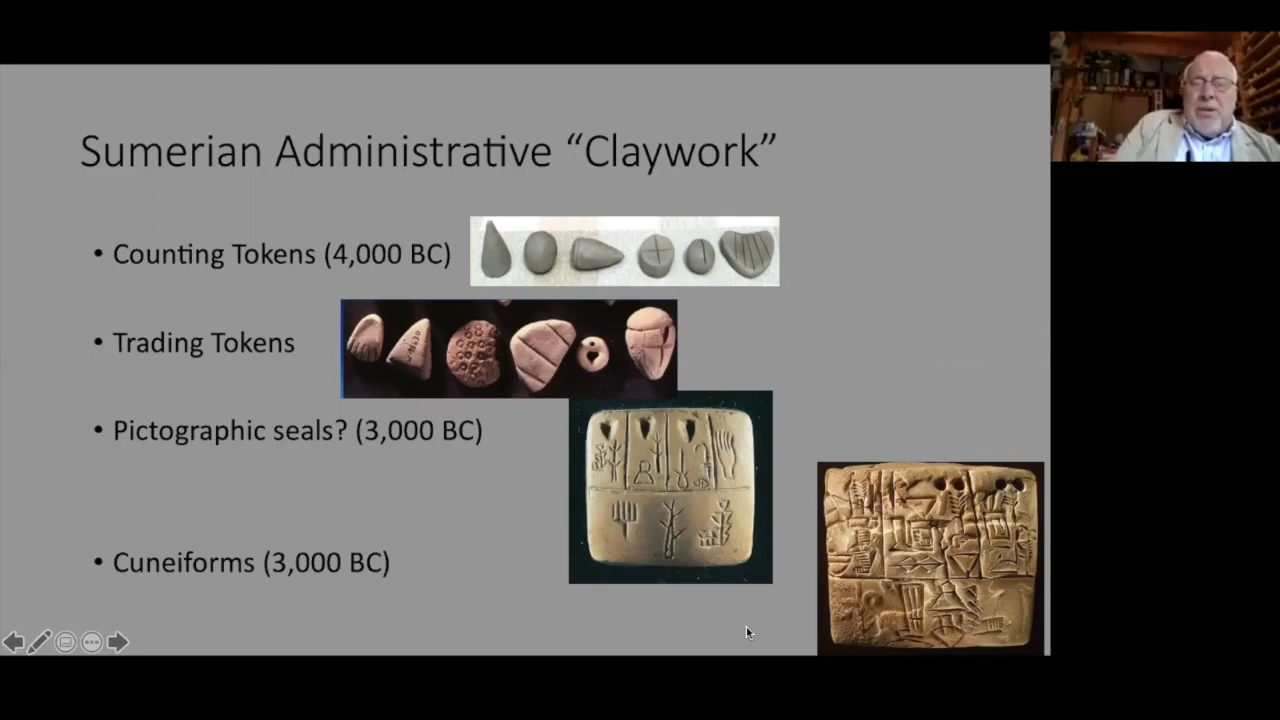 Sumerian Administrative “Claywork”
• Counting Tokens (4,000 BC)
• Trading Tokens
• Pictographic seals? (3,000 BC)
• Cuneiforms (3,000 BC)